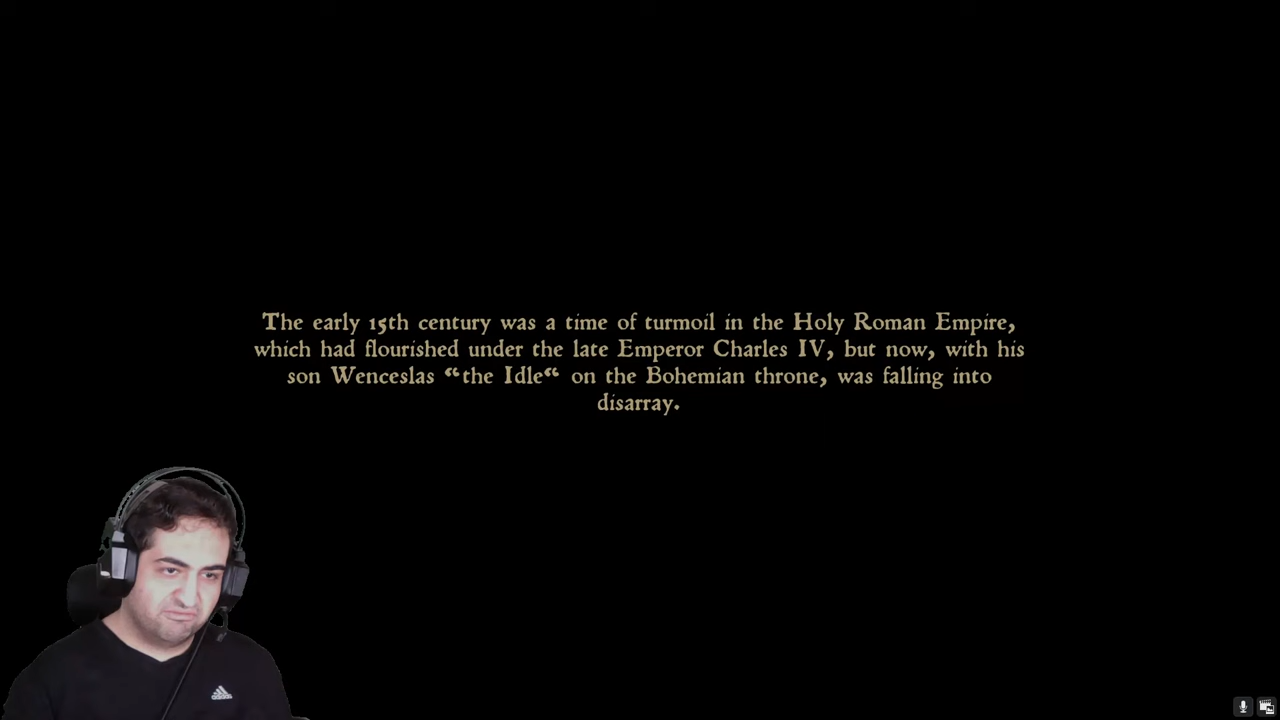 The early 15th century was a time of turmoil in the Holy Roman Empire,
which had flourished under the late Emperor Charles IV, but now, with his
son Wenceslas “the Idle“ on the Bohemian throne, was falling into
disarray.